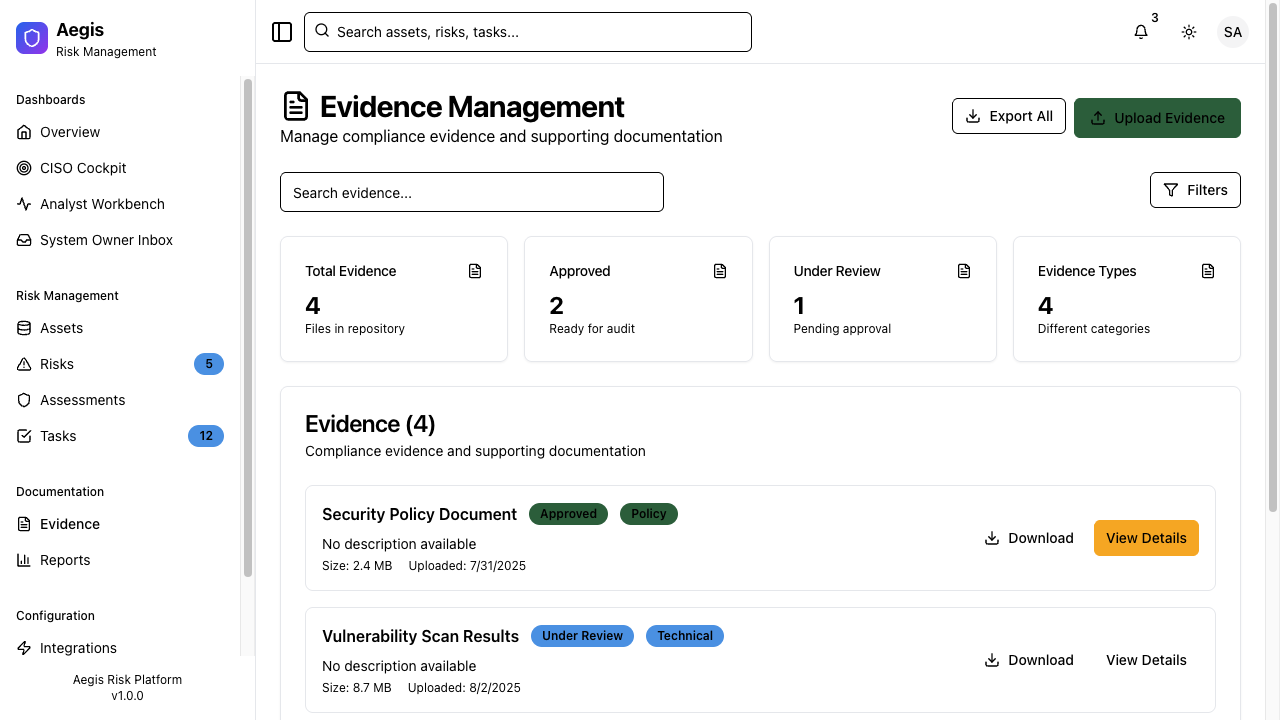 Aegis
Risk Management
Dashboards
Overview
CISO Cockpit
Analyst Workbench
System Owner Inbox
Risk Management
Assets
Risks 5
Assessments
Tasks 12
Documentation
Evidence
Reports
Configuration
Integrations
Aegis Risk Platform
v1.0.0
Search assets, risks, tasks...
3
SA
Evidence Management
Manage compliance evidence and supporting documentation
Export All
Upload Evidence
Search evidence...
Filters
Total Evidence
4
Files in repository
Approved
2
Ready for audit
Under Review
1
Pending approval
Evidence Types
4
Different categories
Evidence (4)
Compliance evidence and supporting documentation
Security Policy Document Approved Policy
No description available
Size: 2.4 MB Uploaded: 7/31/2025
Download View Details
Vulnerability Scan Results Under Review Technical
No description available
Size: 8.7 MB Uploaded: 8/2/2025
Download View Details